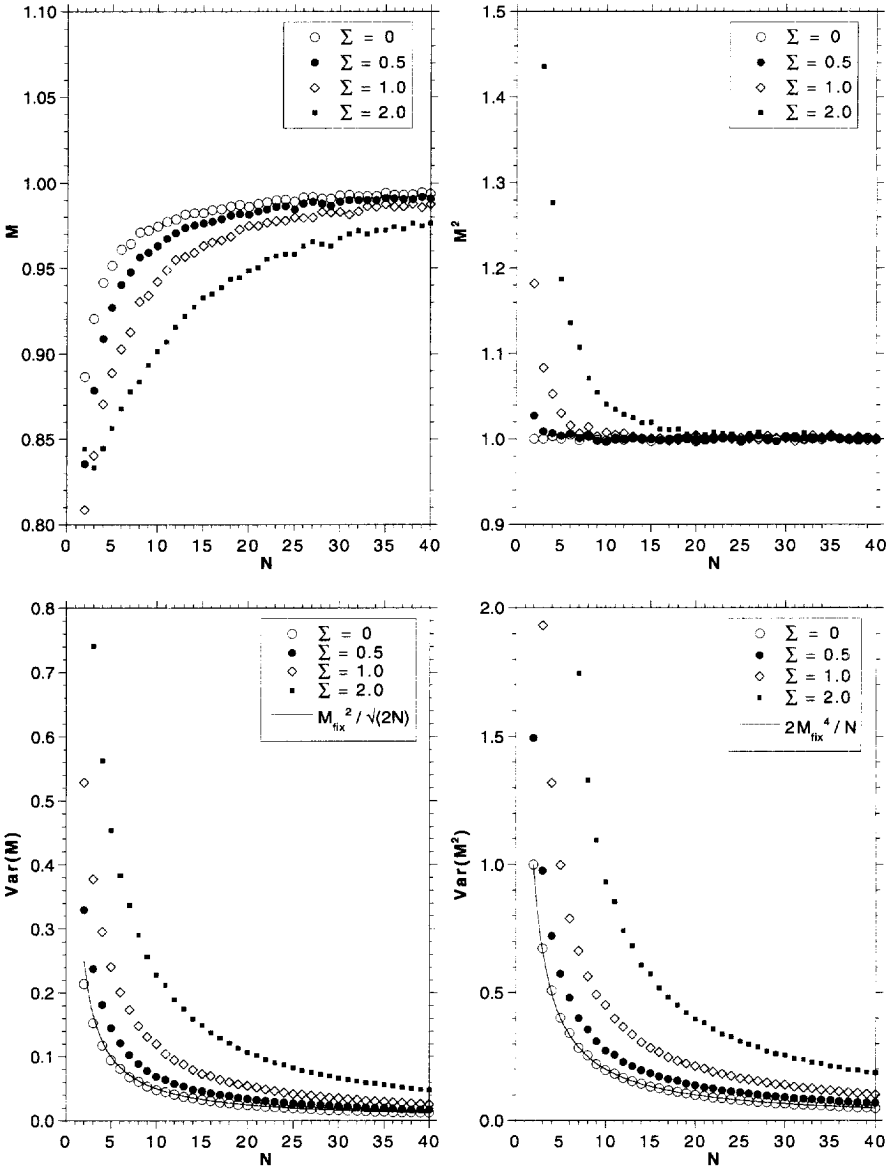 1.10
1.05
1.00
0.95
0.90
0.85
0.80
M
0 5 10 15 20 25 30 35 40
N
Σ = 0
Σ = 0.5
Σ = 1.0
Σ = 2.0
1.5
1.4
1.3
1.2
1.1
1.0
0.9
M²
0 5 10 15 20 25 30 35 40
N
Σ = 0
Σ = 0.5
Σ = 1.0
Σ = 2.0
0.8
0.7
0.6
0.5
0.4
0.3
0.2
0.1
0.0
Var(M)
0 5 10 15 20 25 30 35 40
N
Σ = 0
Σ = 0.5
Σ = 1.0
Σ = 2.0
M_fix² / √(2N)
2.0
1.5
1.0
0.5
0.0
Var(M²)
0 5 10 15 20 25 30 35 40
N
Σ = 0
Σ = 0.5
Σ = 1.0
Σ = 2.0
2M_fix⁴ / N